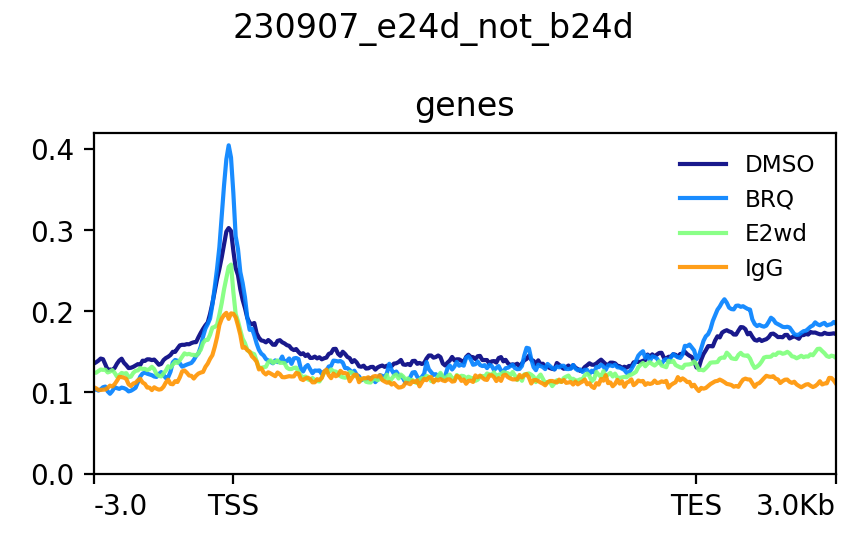 230907_e24d_not_b24d
genes
0.4
0.3
0.2
0.1
0.0
DMSO
BRQ
E2wd
IgG
-3.0 TSS TES 3.0Kb